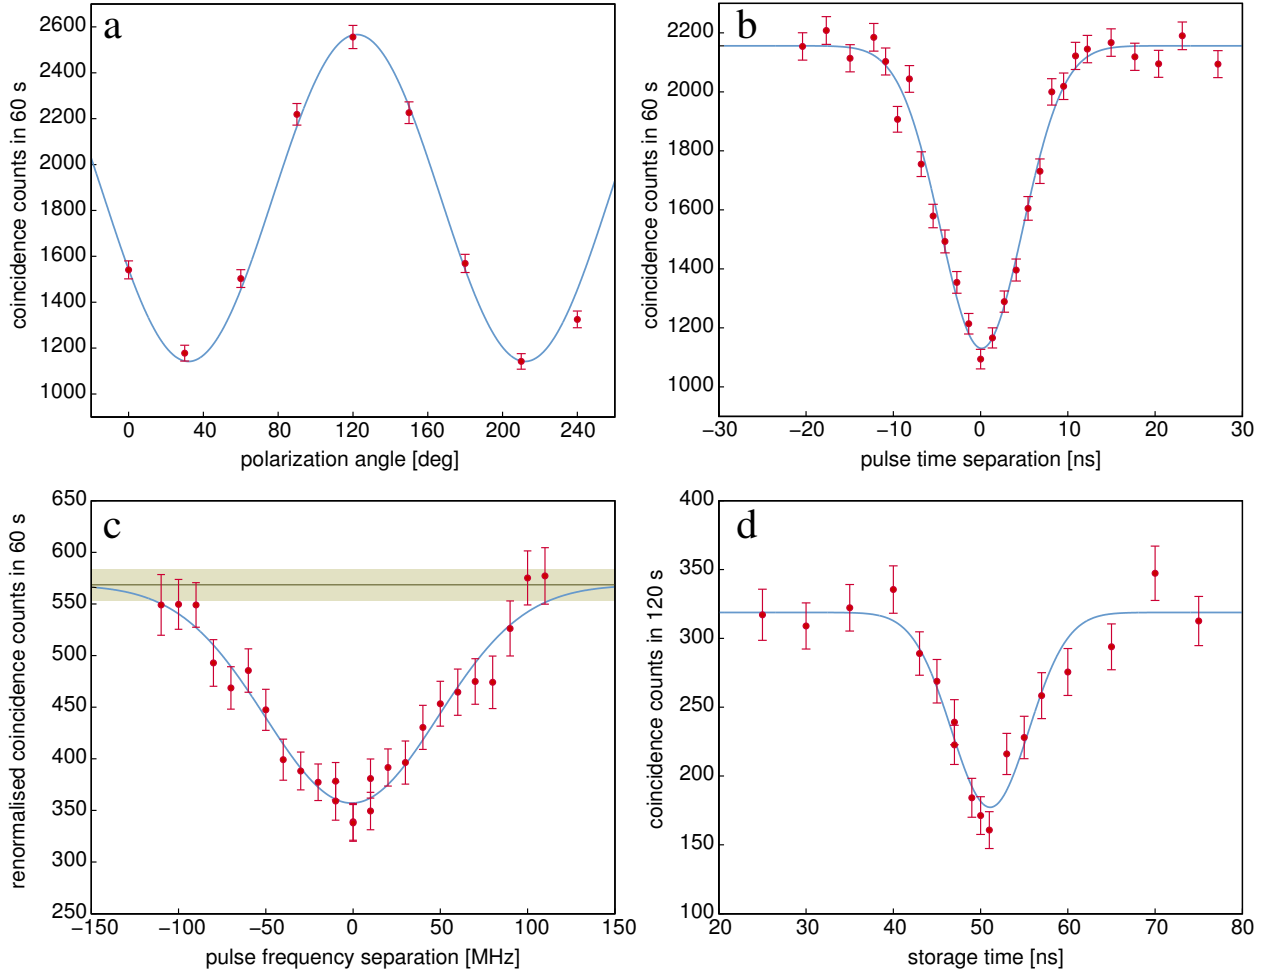 a
coincidence counts in 60 s
2600
2400
2200
2000
1800
1600
1400
1200
1000
0 40 80 120 160 200 240
polarization angle [deg]
b
coincidence counts in 60 s
2200
2000
1800
1600
1400
1200
1000
−30 −20 −10 0 10 20 30
pulse time separation [ns]
c
renormalised coincidence counts in 60 s
650
600
550
500
450
400
350
300
250
−150 −100 −50 0 50 100 150
pulse frequency separation [MHz]
d
coincidence counts in 120 s
400
350
300
250
200
150
100
20 30 40 50 60 70 80
storage time [ns]